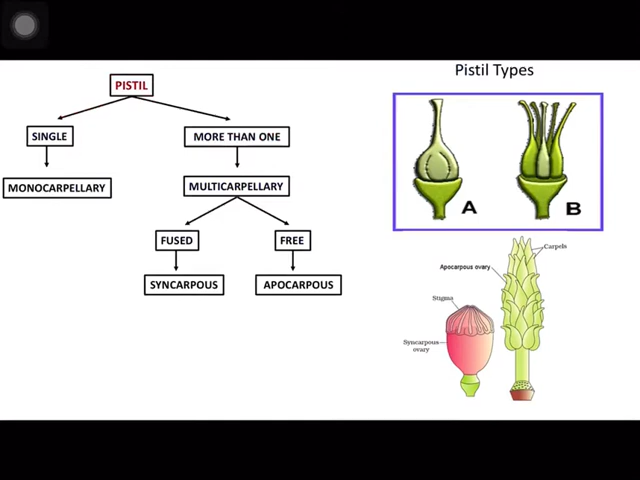 Pistil Types
PISTIL
SINGLE
MORE THAN ONE
MONOCARPELLARY
MULTICARPELLARY
FUSED
FREE
SYNCARPOUS
APOCARPOUS
A
B
Carpels
Apocarpous ovary
Stigma
Syncarpous
ovary